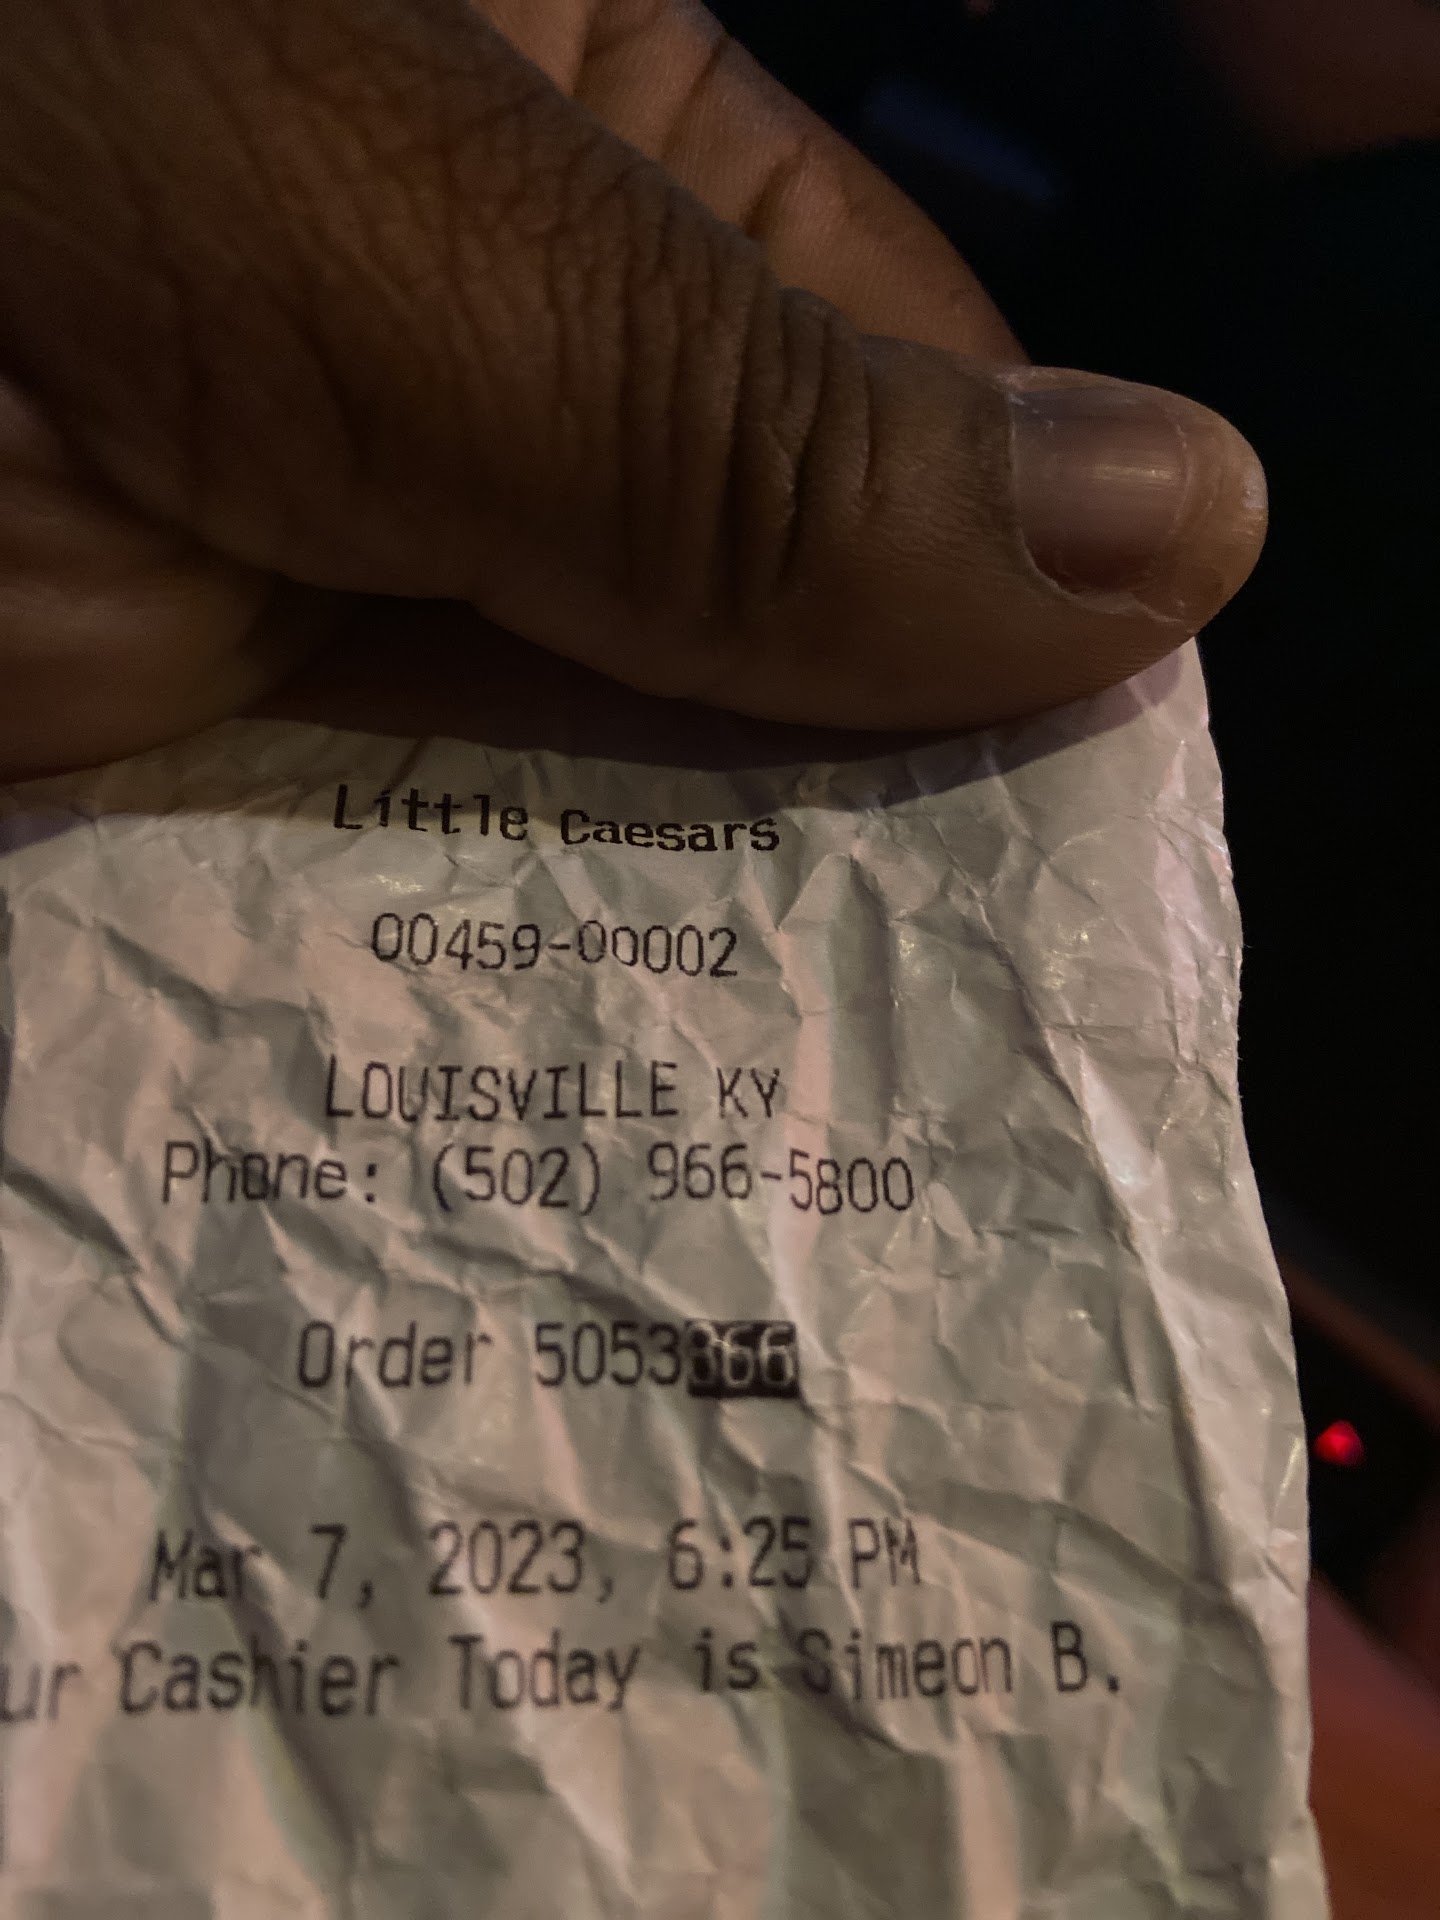 Little Caesars
00459-00002
LOUISVILLE KY
Phone: (502) 966-5800
Order 5053866
Mar 7, 2023, 6:25 PM
ur Cashier Today is Simeon B.